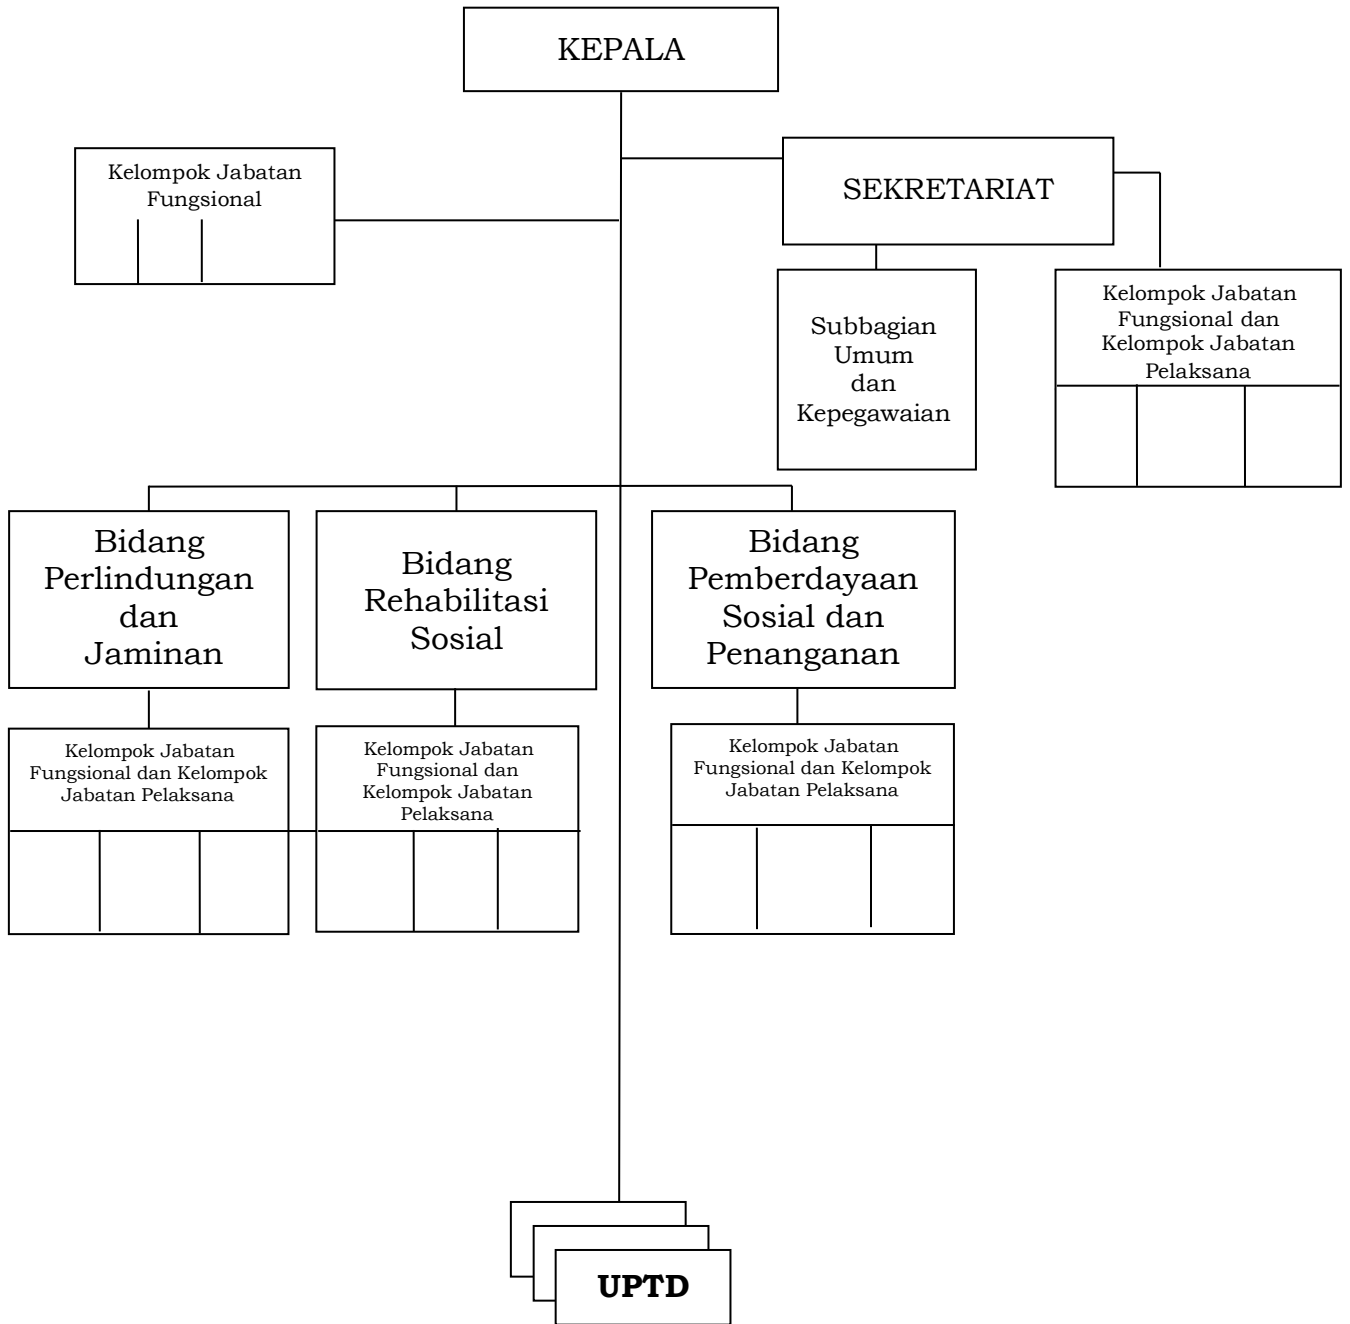 KEPALA
Kelompok Jabatan
Fungsional
SEKRETARIAT
Subbagian
Umum
dan
Kepegawaian
Kelompok Jabatan
Fungsional dan
Kelompok Jabatan
Pelaksana
Bidang
Perlindungan
dan
Jaminan
Bidang
Rehabilitasi
Sosial
Bidang
Pemberdayaan
Sosial dan
Penanganan
Kelompok Jabatan
Fungsional dan Kelompok
Jabatan Pelaksana
Kelompok Jabatan
Fungsional dan
Kelompok Jabatan
Pelaksana
Kelompok Jabatan
Fungsional dan Kelompok
Jabatan Pelaksana
UPTD